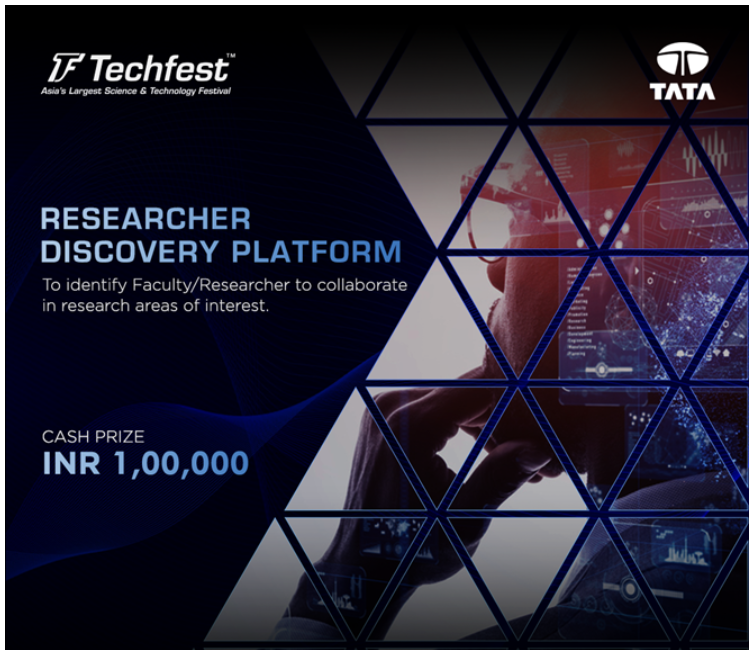 Techfest™
Asia's Largest Science & Technology Festival
TATA
RESEARCHER
DISCOVERY PLATFORM
To identify Faculty/Researcher to collaborate
in research areas of interest.
CASH PRIZE
INR 1,00,000